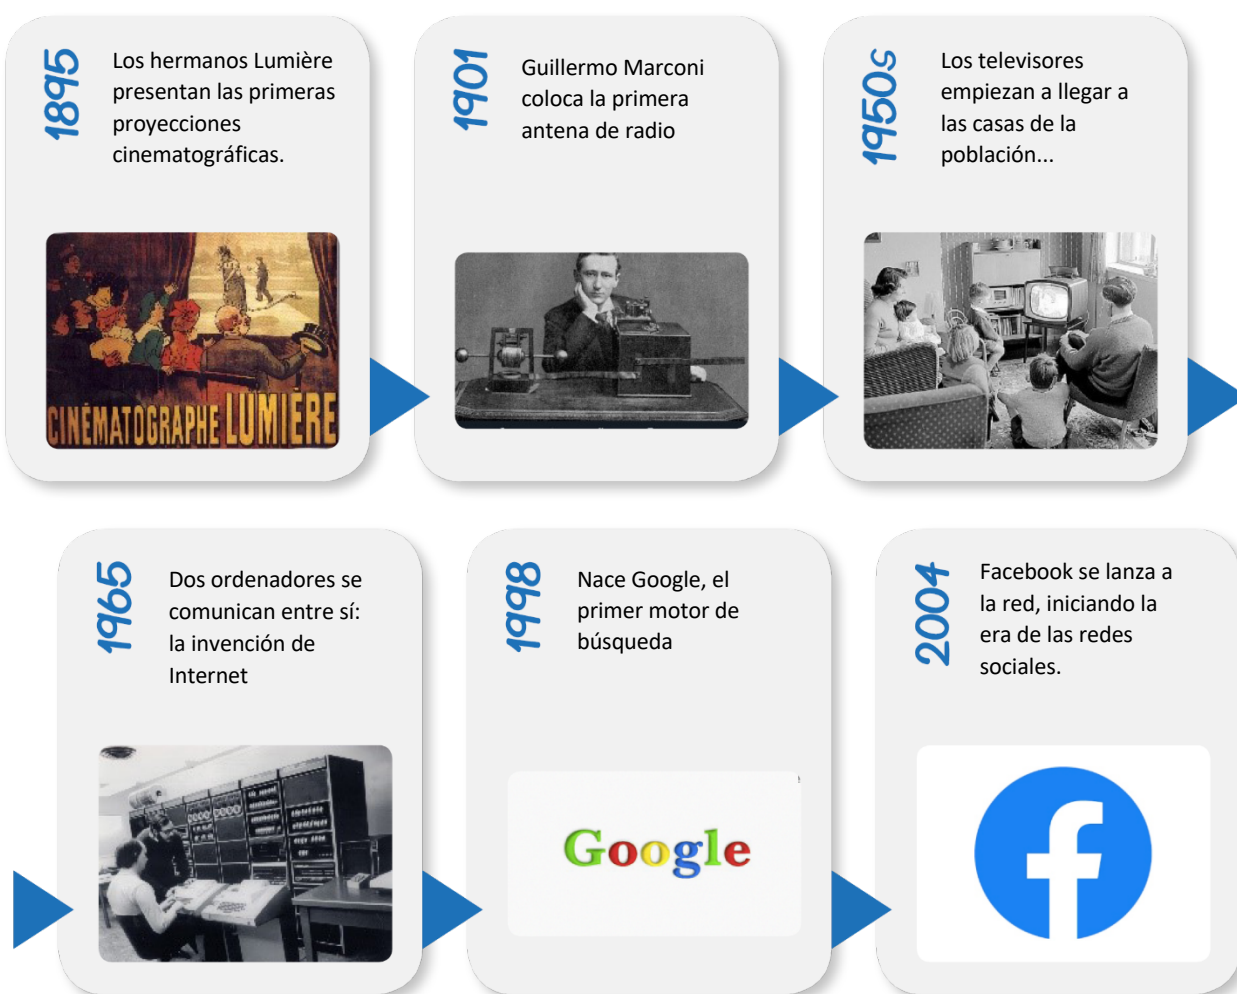 1895
Los hermanos Lumière
presentan las primeras
proyecciones
cinematográficas.
CINÉMATOGRAPHE LUMIÈRE
1901
Guillermo Marconi
coloca la primera
antena de radio
1950s
Los televisores
empiezan a llegar a
las casas de la
población...
1965
Dos ordenadores se
comunican entre sí:
la invención de
Internet
1998
Nace Google, el
primer motor de
búsqueda
Google
2004
Facebook se lanza a
la red, iniciando la
era de las redes
sociales.
f